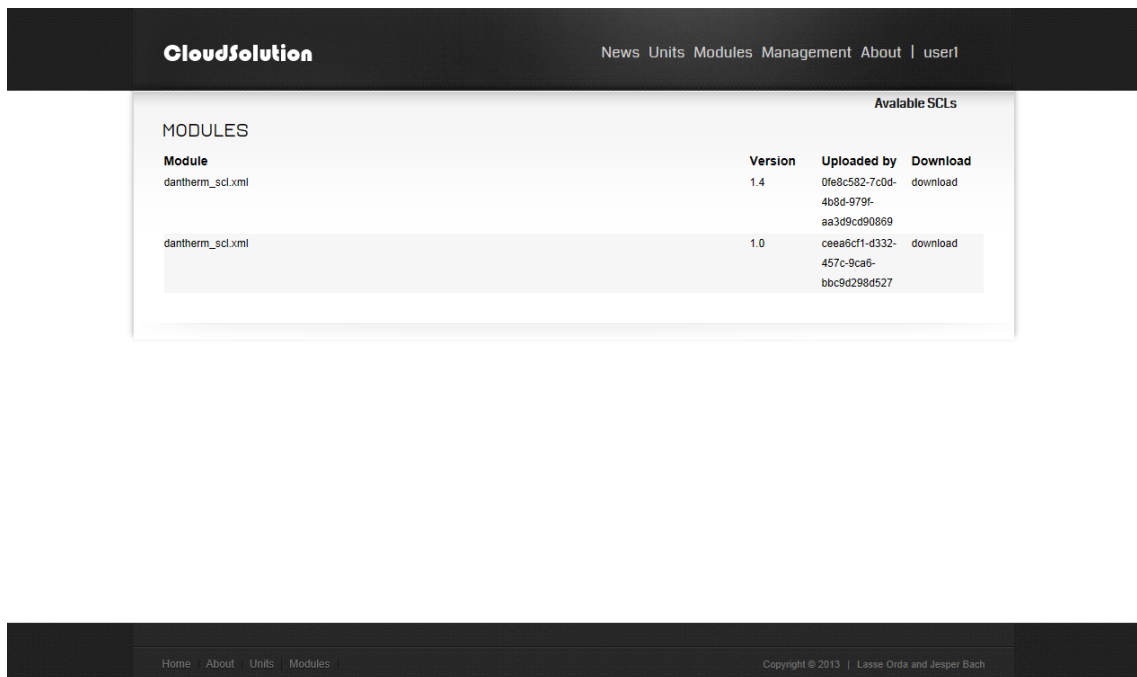 CloudSolution News Units Modules Management About | user1
Avalable SCLs
MODULES
Module Version Uploaded by Download
dantherm_scl.xml 1.4 0fe8c582-7c0d- download
4b8d-979f-
aa3d9cd90869
dantherm_scl.xml 1.0 ceea6cf1-d332- download
457c-9ca6-
bbc9d298d527
Home | About | Units | Modules | Copyright © 2013 | Lasse Orda and Jesper Bach